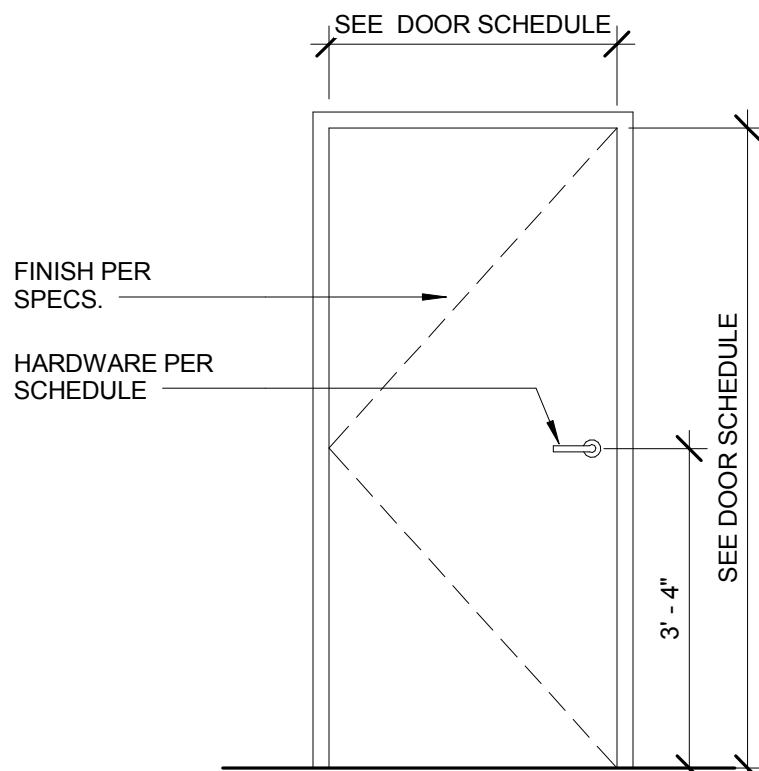 SEE DOOR SCHEDULE
FINISH PER
SPECS.
HARDWARE PER
SCHEDULE
SEE DOOR SCHEDULE
3' - 4"